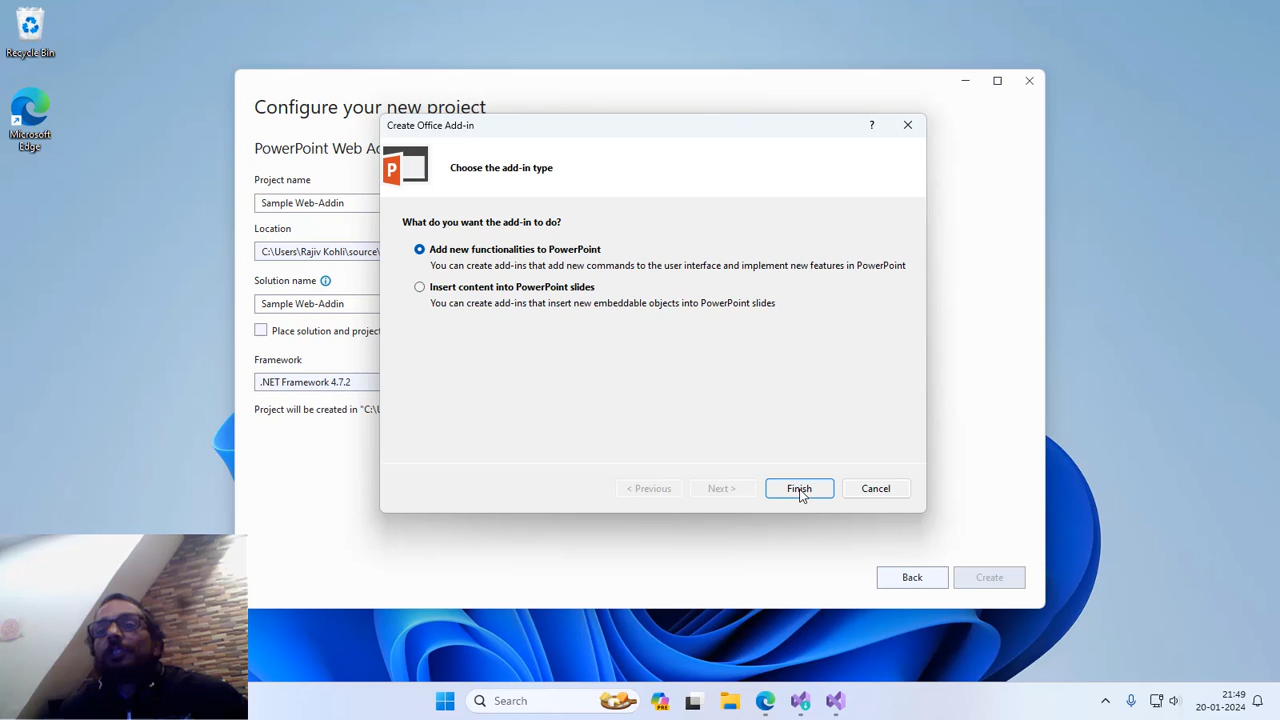 Recycle Bin
Microsoft
Edge
Configure your new project
PowerPoint Web Ad
Project name
Sample Web-Addin
Location
C:\Users\Rajiv Kohli\source\
Solution name
Sample Web-Addin
Place solution and project
Framework
.NET Framework 4.7.2
Project will be created in "C:\U
Back
Create
Create Office Add-in
?
P
Choose the add-in type
What do you want the add-in to do?
Add new functionalities to PowerPoint
You can create add-ins that add new commands to the user interface and implement new features in PowerPoint
Insert content into PowerPoint slides
You can create add-ins that insert new embeddable objects into PowerPoint slides
< Previous
Next >
Finish
Cancel
Search
PRE
21:49
20-01-2024